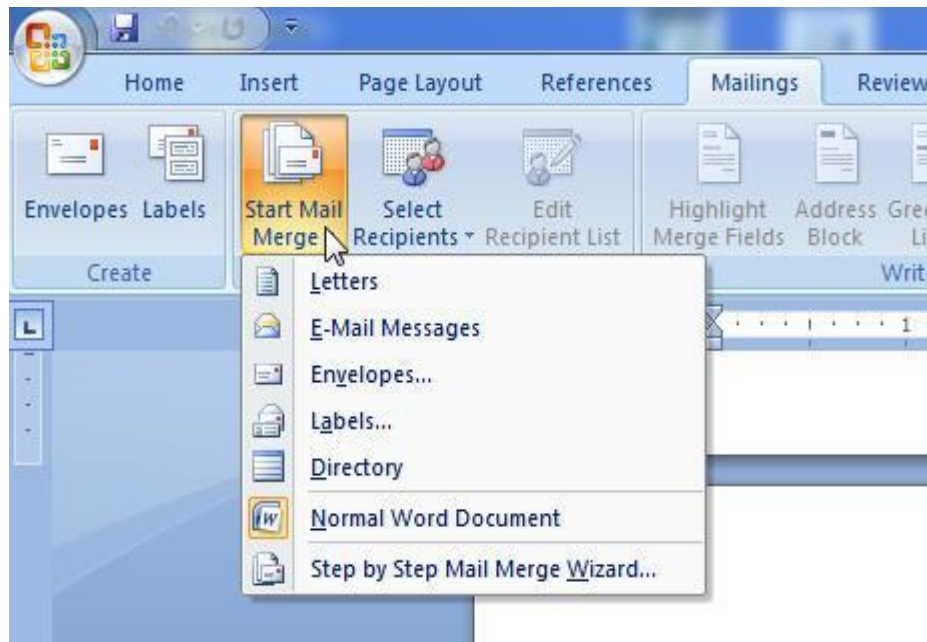 Home Insert Page Layout References Mailings Review
Envelopes Labels Start Mail Merge Select Recipients Edit Recipient List Highlight Merge Fields Address Block
Create
Letters
E-Mail Messages
Envelopes...
Labels...
Directory
Normal Word Document
Step by Step Mail Merge Wizard...
1